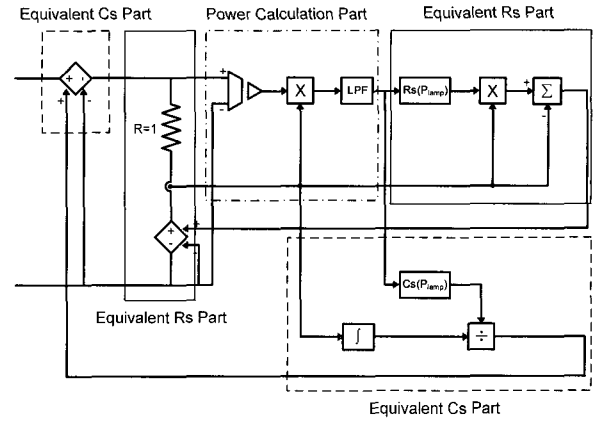 Equivalent Cs Part
Power Calculation Part
Equivalent Rs Part
+
-
+
-
R=1
+
-
X
LPF
Rs(Plamp)
X
+
Σ
-
+
-
+
-
Cs(Plamp)
Equivalent Rs Part
∫
÷
Equivalent Cs Part